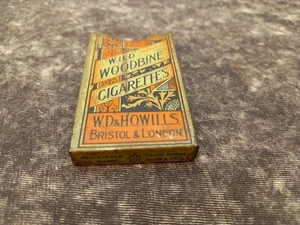 WILD
WOODBINE
CIGARETTES
W.D.& H.O.WILLS.
BRISTOL & LONDON